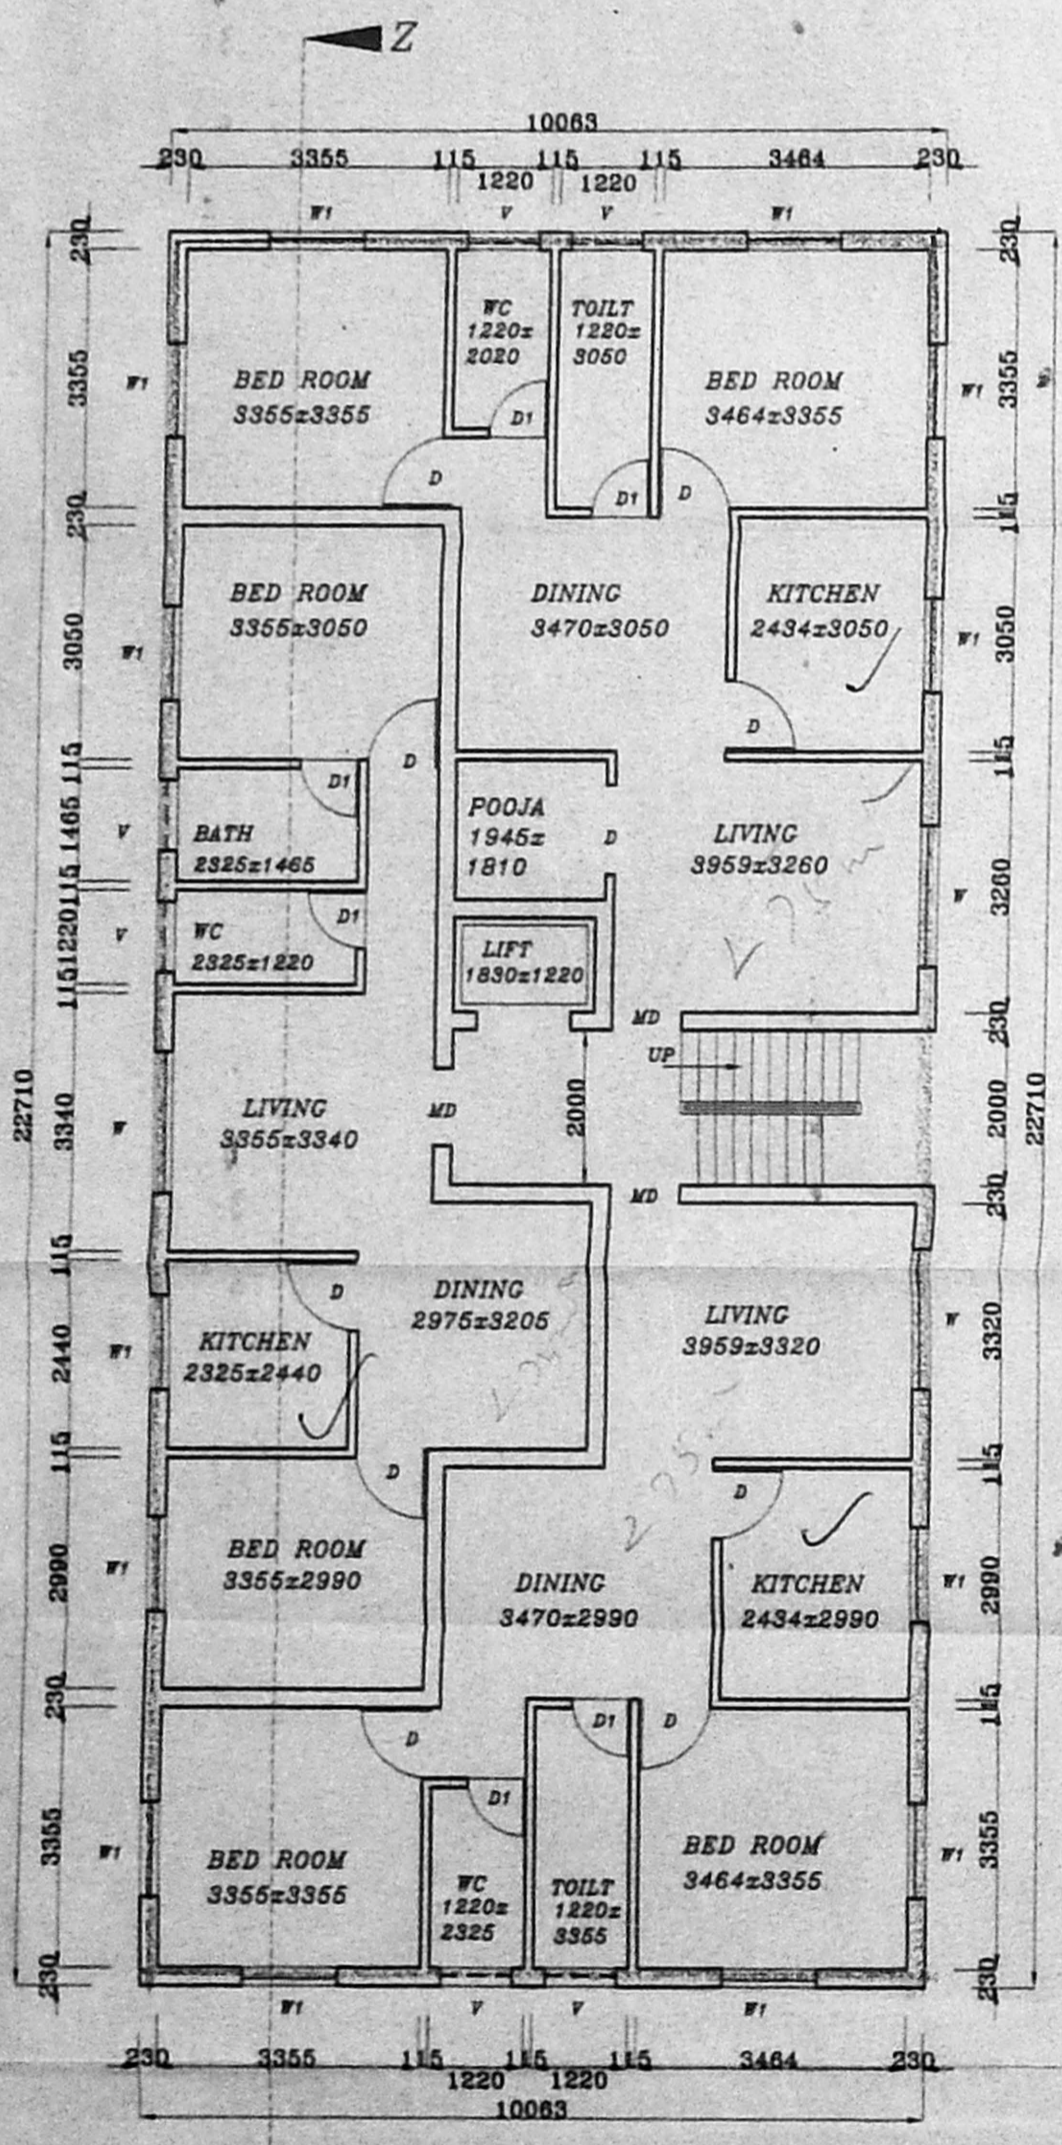 Z
10063
230 3355 115 115 115 3464 230
1220 1220
W1 V V W1
230 230
WC TOILT
1220x 1220x
2020 3050
3355 W1 BED ROOM BED ROOM W1 3355
3355x3355 3464x3355
D1
D D1 D
230 115
BED ROOM DINING KITCHEN
3355x3050 3470x3050 2434x3050
3050 W1 W1 3050
D
115 D 115
D1
POOJA
1465 V BATH 1945x D LIVING
2325x1465 1810 3959x3260
115 3260
D1 W
1220 V WC LIFT
2325x1220 1830x1220
115
MD 230
UP
22710 3340 W LIVING MD 2000 2000 22710
3355x3340
MD 230
115
D DINING LIVING W
2975x3205 3959x3320 3320
2440 W1 KITCHEN
2325x2440
115 D D 115
BED ROOM DINING KITCHEN
2990 W1 3355x2990 3470x2990 2434x2990 W1 2990
230 115
D D1 D
D1
3355 W1 BED ROOM BED ROOM W1 3355
3355x3355 3464x3355
WC TOILT
1220x 1220x
2325 3355
230 230
W1 V V W1
230 3355 115 115 115 3464 230
1220 1220
10063